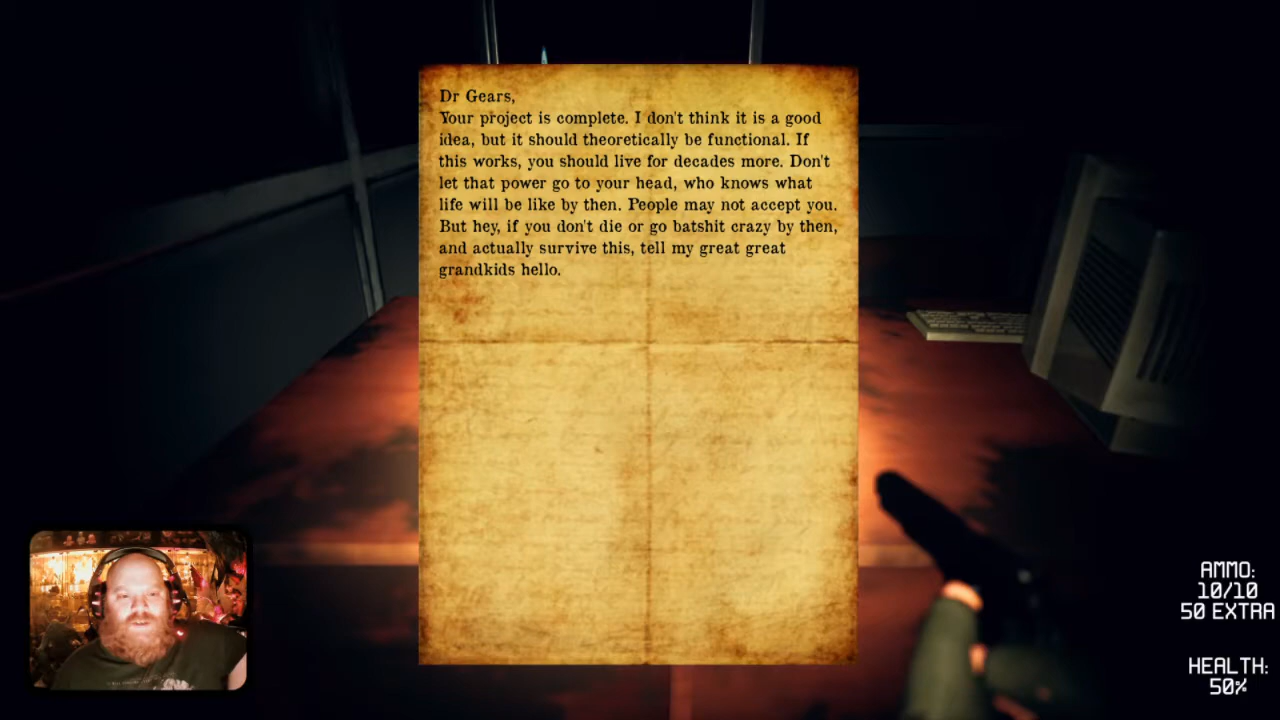 Dr Gears,
Your project is complete. I don't think it is a good
idea, but it should theoretically be functional. If
this works, you should live for decades more. Don't
let that power go to your head, who knows what
life will be like by then. People may not accept you.
But hey, if you don't die or go batshit crazy by then,
and actually survive this, tell my great great
grandkids hello.
AMMO:
10/10
50 EXTRA
HEALTH:
50%